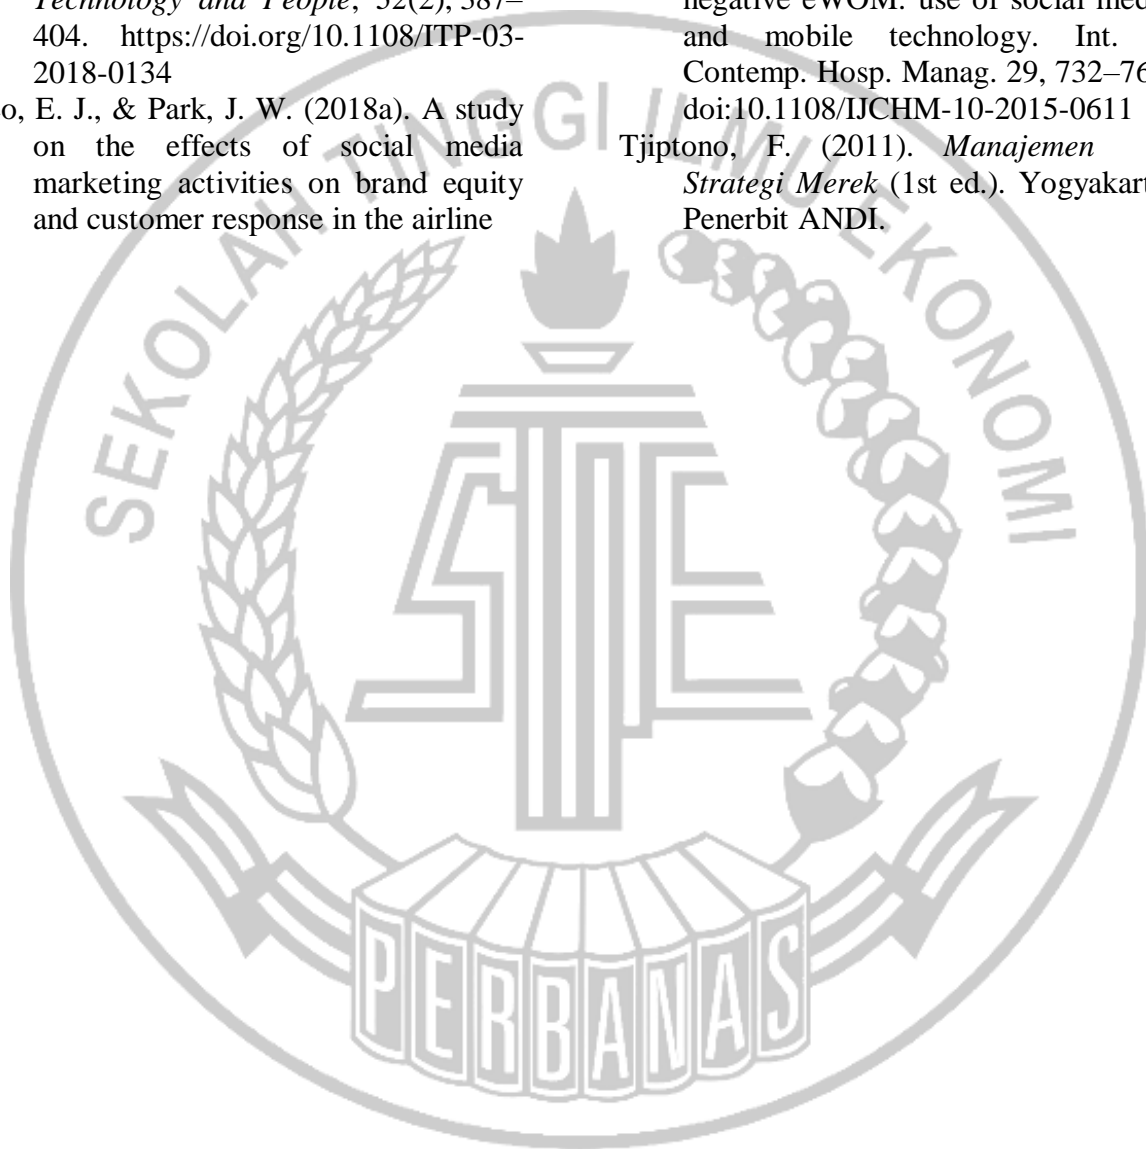 Technology and People, 32(2), 387–
404. https://doi.org/10.1108/ITP-03-
2018-0134
o, E. J., & Park, J. W. (2018a). A study
on the effects of social media
marketing activities on brand equity
and customer response in the airline
negative eWOM: use of social med
and mobile technology. Int.
Contemp. Hosp. Manag. 29, 732–76
doi:10.1108/IJCHM-10-2015-0611
Tjiptono, F. (2011). Manajemen
Strategi Merek (1st ed.). Yogyakart
Penerbit ANDI.
SEKOLAH TINGGI ILMU EKONOMI
STIE
PERBANAS